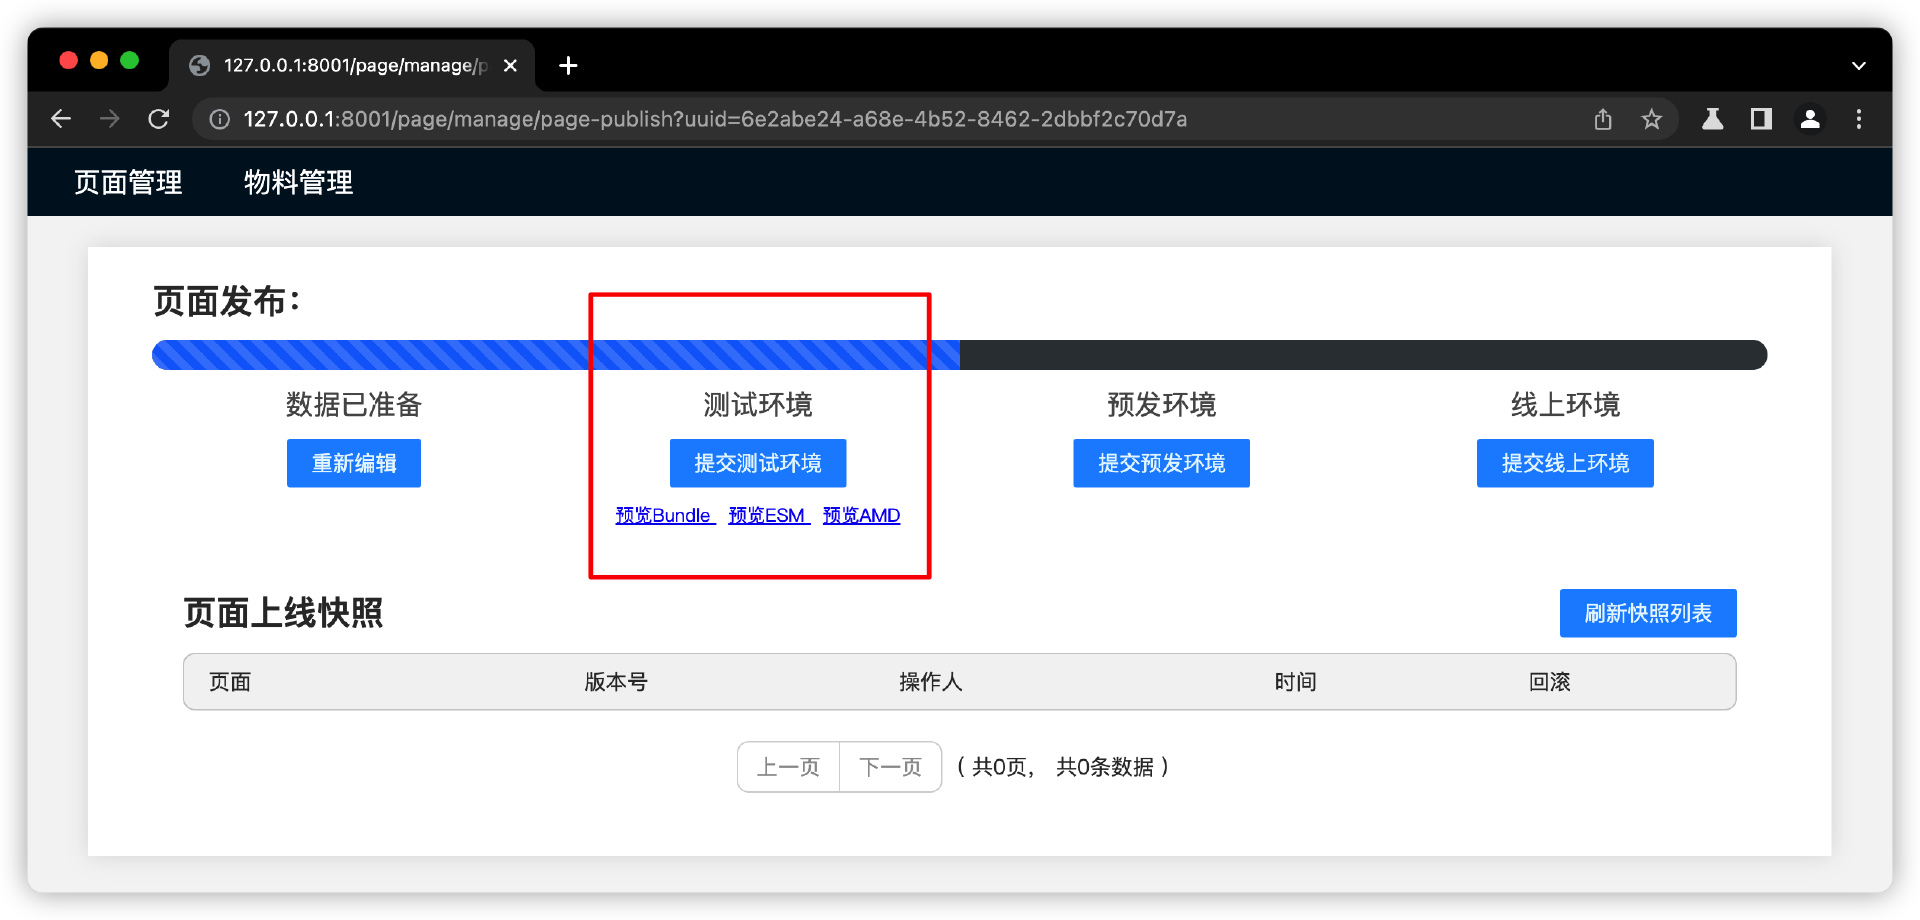 127.0.0.1:8001/page/manage/p
127.0.0.1:8001/page/manage/page-publish?uuid=6e2abe24-a68e-4b52-8462-2dbbf2c70d7a
页面管理 物料管理
页面发布：
数据已准备 测试环境 预发环境 线上环境
重新编辑 提交测试环境 提交预发环境 提交线上环境
预览Bundle 预览ESM 预览AMD
页面上线快照 刷新快照列表
页面 版本号 操作人 时间 回滚
上一页 下一页 （ 共0页， 共0条数据 ）